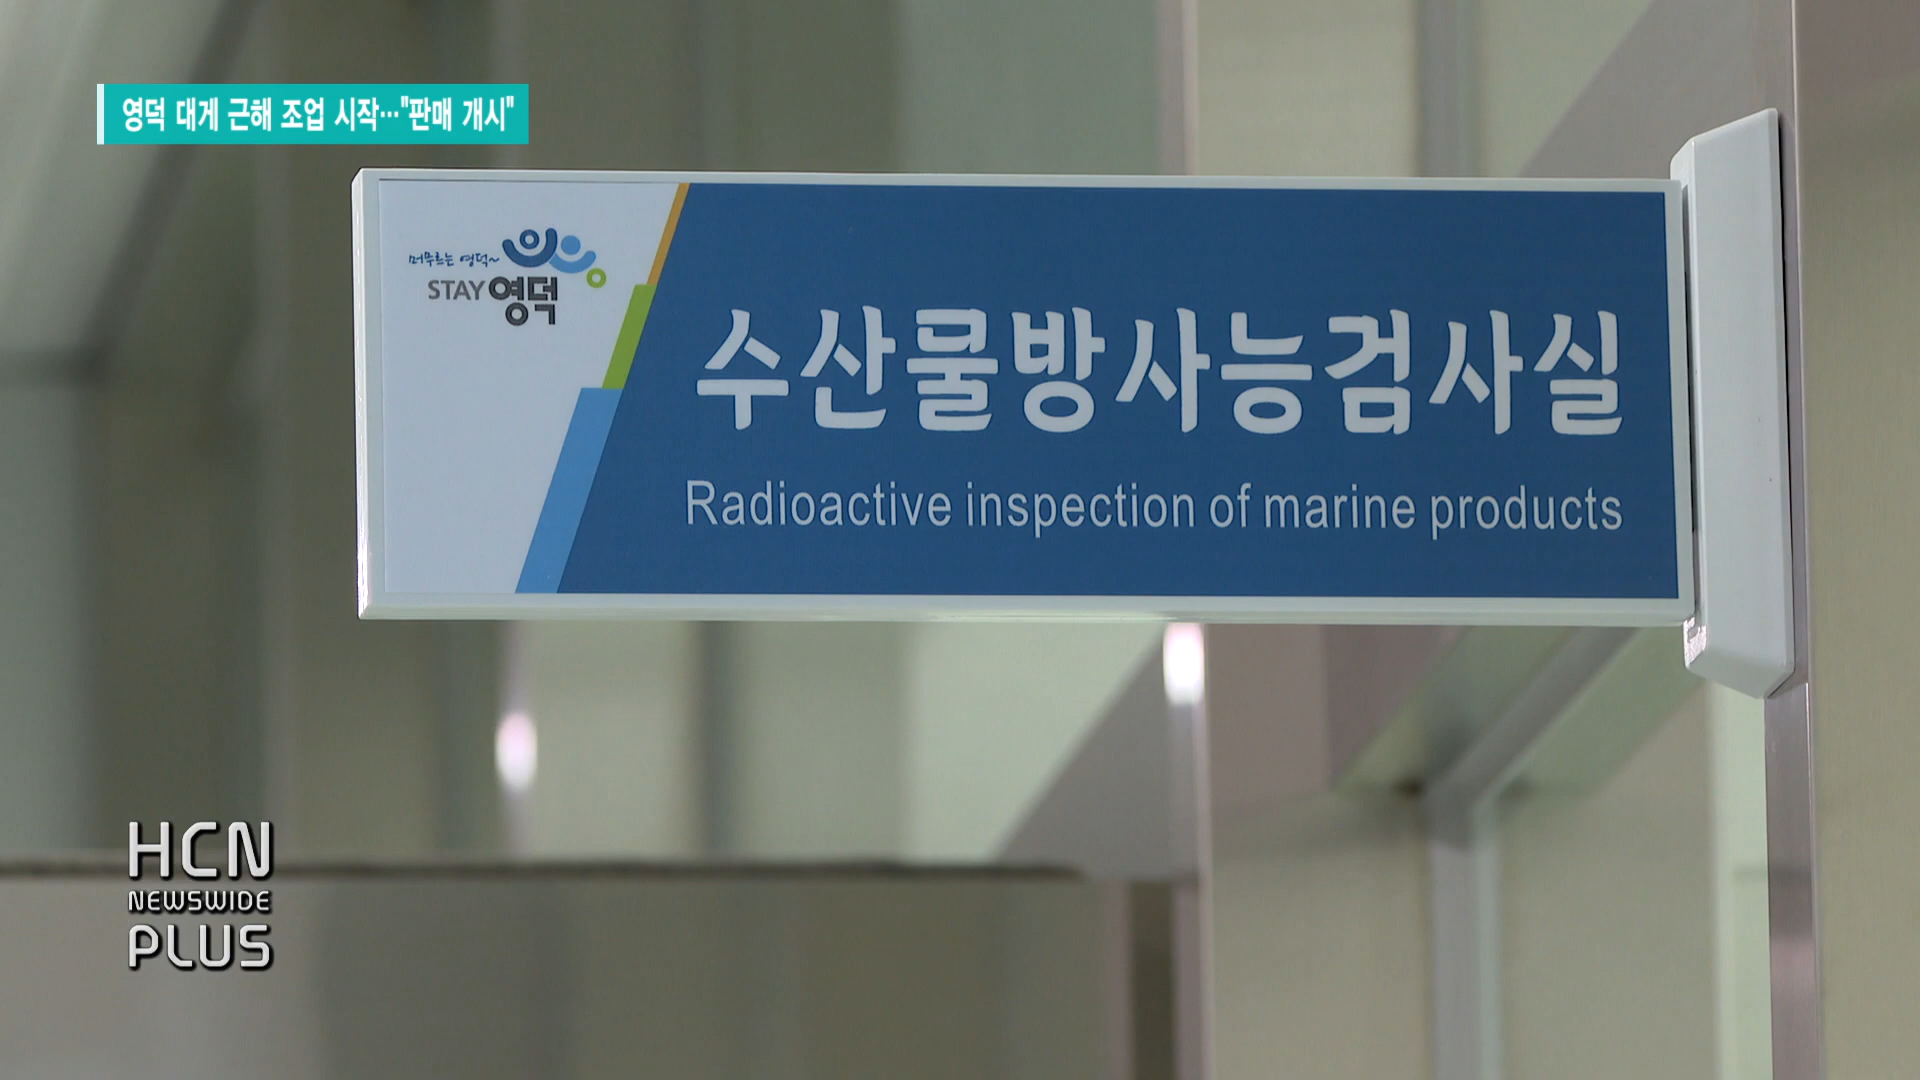 영덕 대게 근해 조업 시작…"판매 개시"
머무르는 영덕~
STAY 영덕
수산물방사능검사실
Radioactive inspection of marine products
HCN
NEWSWIDE
PLUS